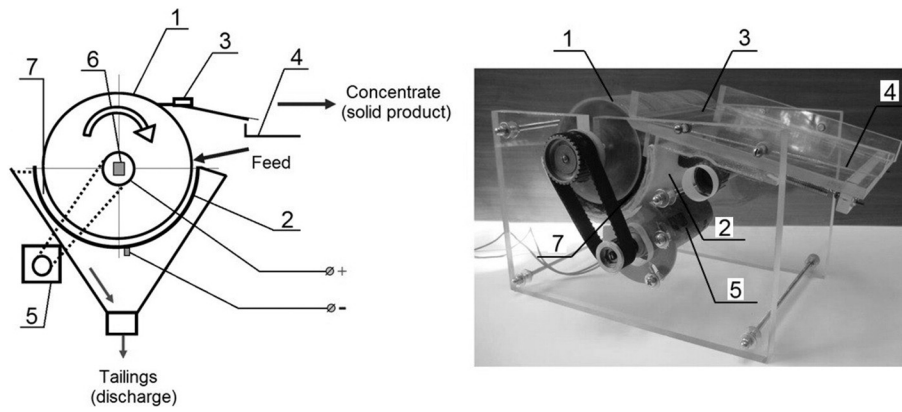 1
3
6
7
4
Concentrate
(solid product)
Feed
2
ø +
ø -
5
Tailings
(discharge)
1
3
4
2
7
5